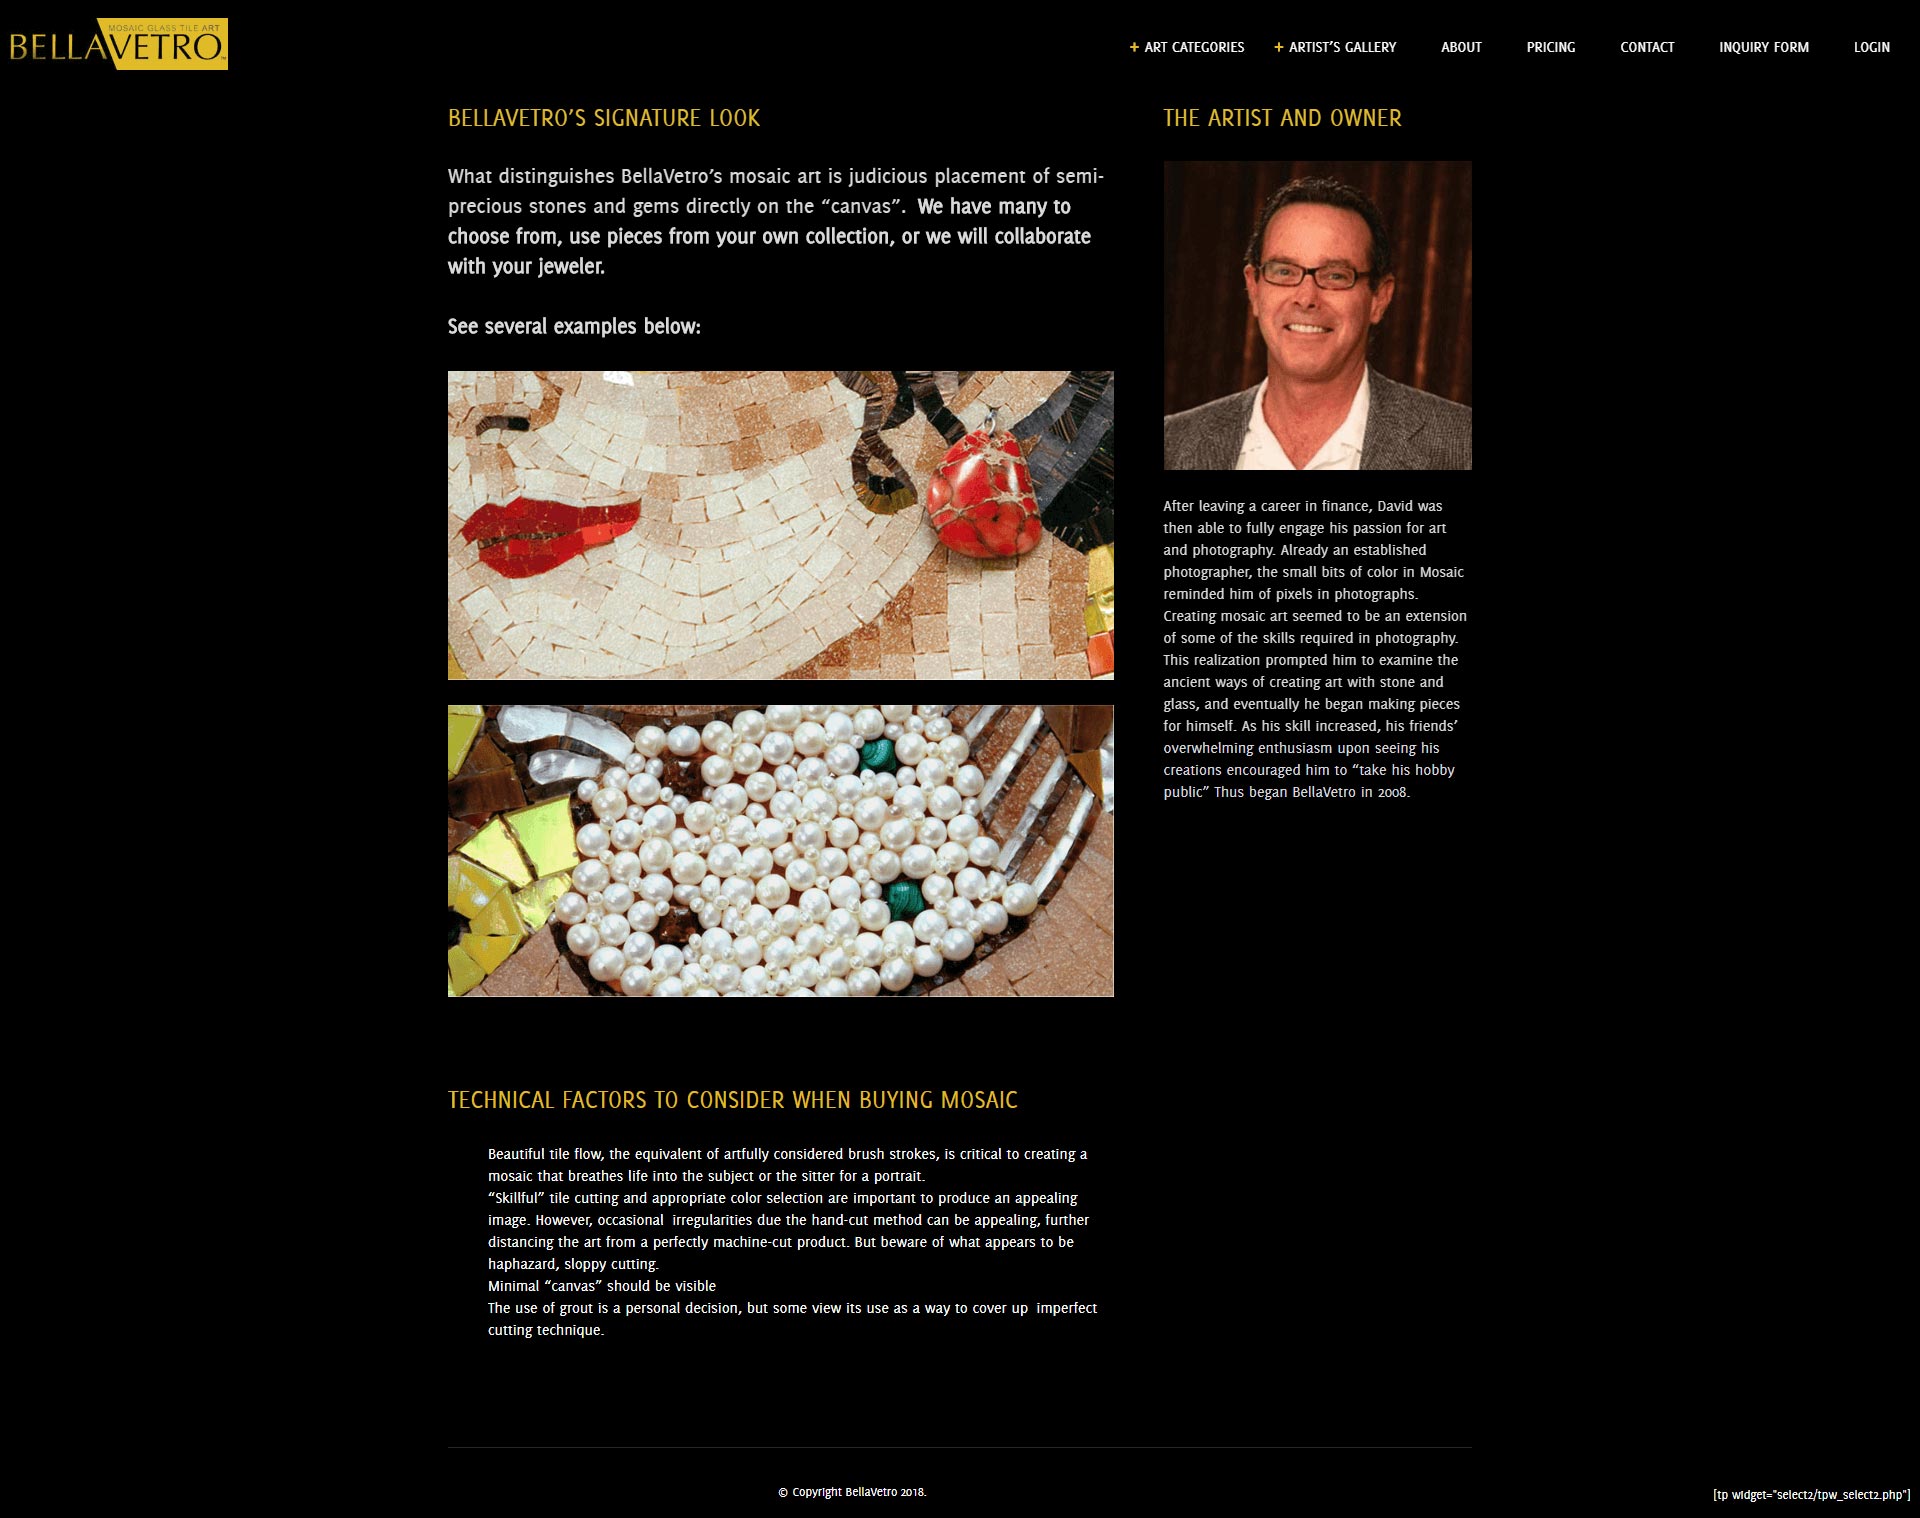 MOSAIC GLASS TILE ART
BELLAVETRO
+ ART CATEGORIES
+ ARTIST’S GALLERY
ABOUT
PRICING
CONTACT
INQUIRY FORM
LOGIN
BELLAVETRO’S SIGNATURE LOOK
What distinguishes BellaVetro’s mosaic art is judicious placement of semi-
precious stones and gems directly on the “canvas”.  We have many to
choose from, use pieces from your own collection, or we will collaborate
with your jeweler.
See several examples below:
TECHNICAL FACTORS TO CONSIDER WHEN BUYING MOSAIC
Beautiful tile flow, the equivalent of artfully considered brush strokes, is critical to creating a
mosaic that breathes life into the subject or the sitter for a portrait.
“Skillful” tile cutting and appropriate color selection are important to produce an appealing
image. However, occasional  irregularities due the hand-cut method can be appealing, further
distancing the art from a perfectly machine-cut product. But beware of what appears to be
haphazard, sloppy cutting.
Minimal “canvas” should be visible
The use of grout is a personal decision, but some view its use as a way to cover up  imperfect
cutting technique.
THE ARTIST AND OWNER
After leaving a career in finance, David was
then able to fully engage his passion for art
and photography. Already an established
photographer, the small bits of color in Mosaic
reminded him of pixels in photographs.
Creating mosaic art seemed to be an extension
of some of the skills required in photography.
This realization prompted him to examine the
ancient ways of creating art with stone and
glass, and eventually he began making pieces
for himself. As his skill increased, his friends’
overwhelming enthusiasm upon seeing his
creations encouraged him to “take his hobby
public” Thus began BellaVetro in 2008.
© Copyright BellaVetro 2018.
[tp widget="select2/tpw_select2.php"]